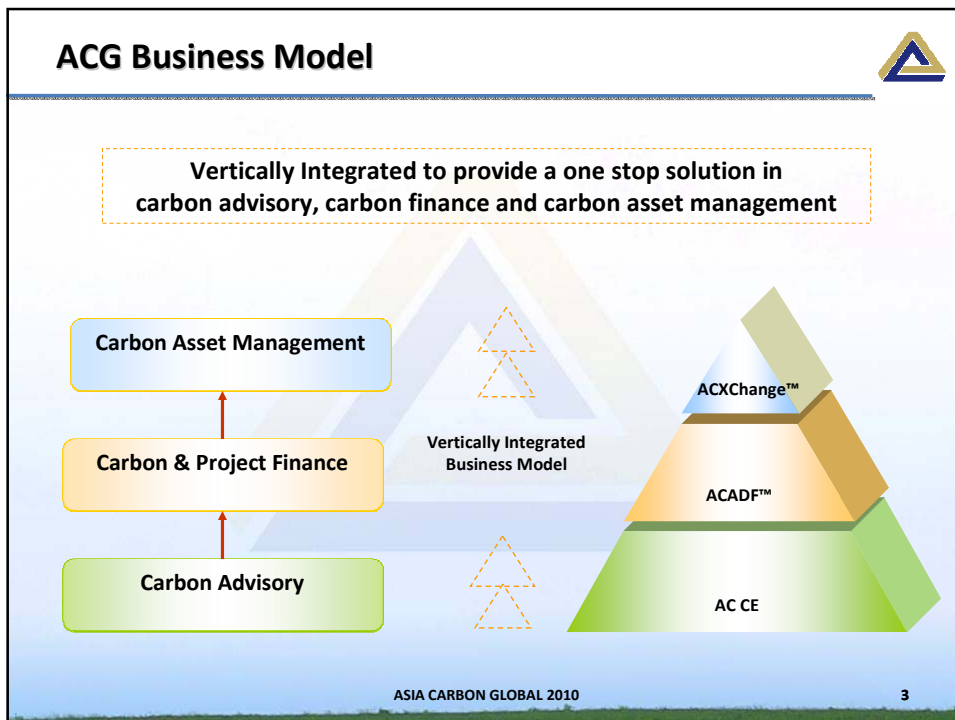 ACG Business Model
Vertically Integrated to provide a one stop solution in
carbon advisory, carbon finance and carbon asset management
Carbon Asset Management
Carbon & Project Finance
Carbon Advisory
Vertically Integrated
Business Model
ACXChange™
ACADF™
AC CE
ASIA CARBON GLOBAL 2010
3